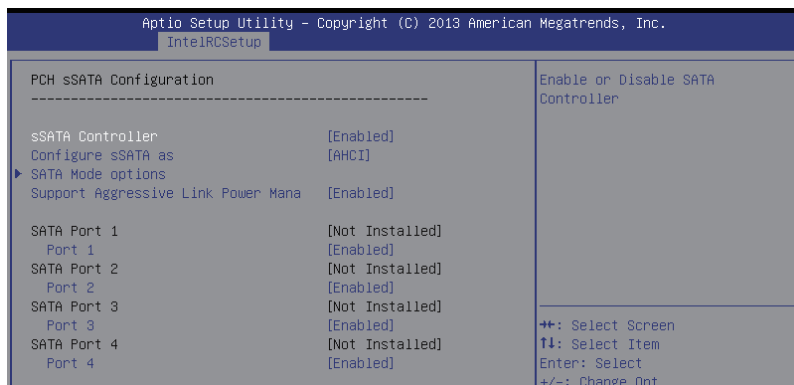 Aptio Setup Utility – Copyright (C) 2013 American Megatrends, Inc.
IntelRCSetup
PCH sSATA Configuration
--------------------------------------------------
sSATA Controller [Enabled]
Configure sSATA as [AHCI]
SATA Mode options
Support Aggressive Link Power Mana [Enabled]
SATA Port 1 [Not Installed]
Port 1 [Enabled]
SATA Port 2 [Not Installed]
Port 2 [Enabled]
SATA Port 3 [Not Installed]
Port 3 [Enabled]
SATA Port 4 [Not Installed]
Port 4 [Enabled]
Enable or Disable SATA
Controller
→←: Select Screen
↑↓: Select Item
Enter: Select
+/-: Change Opt